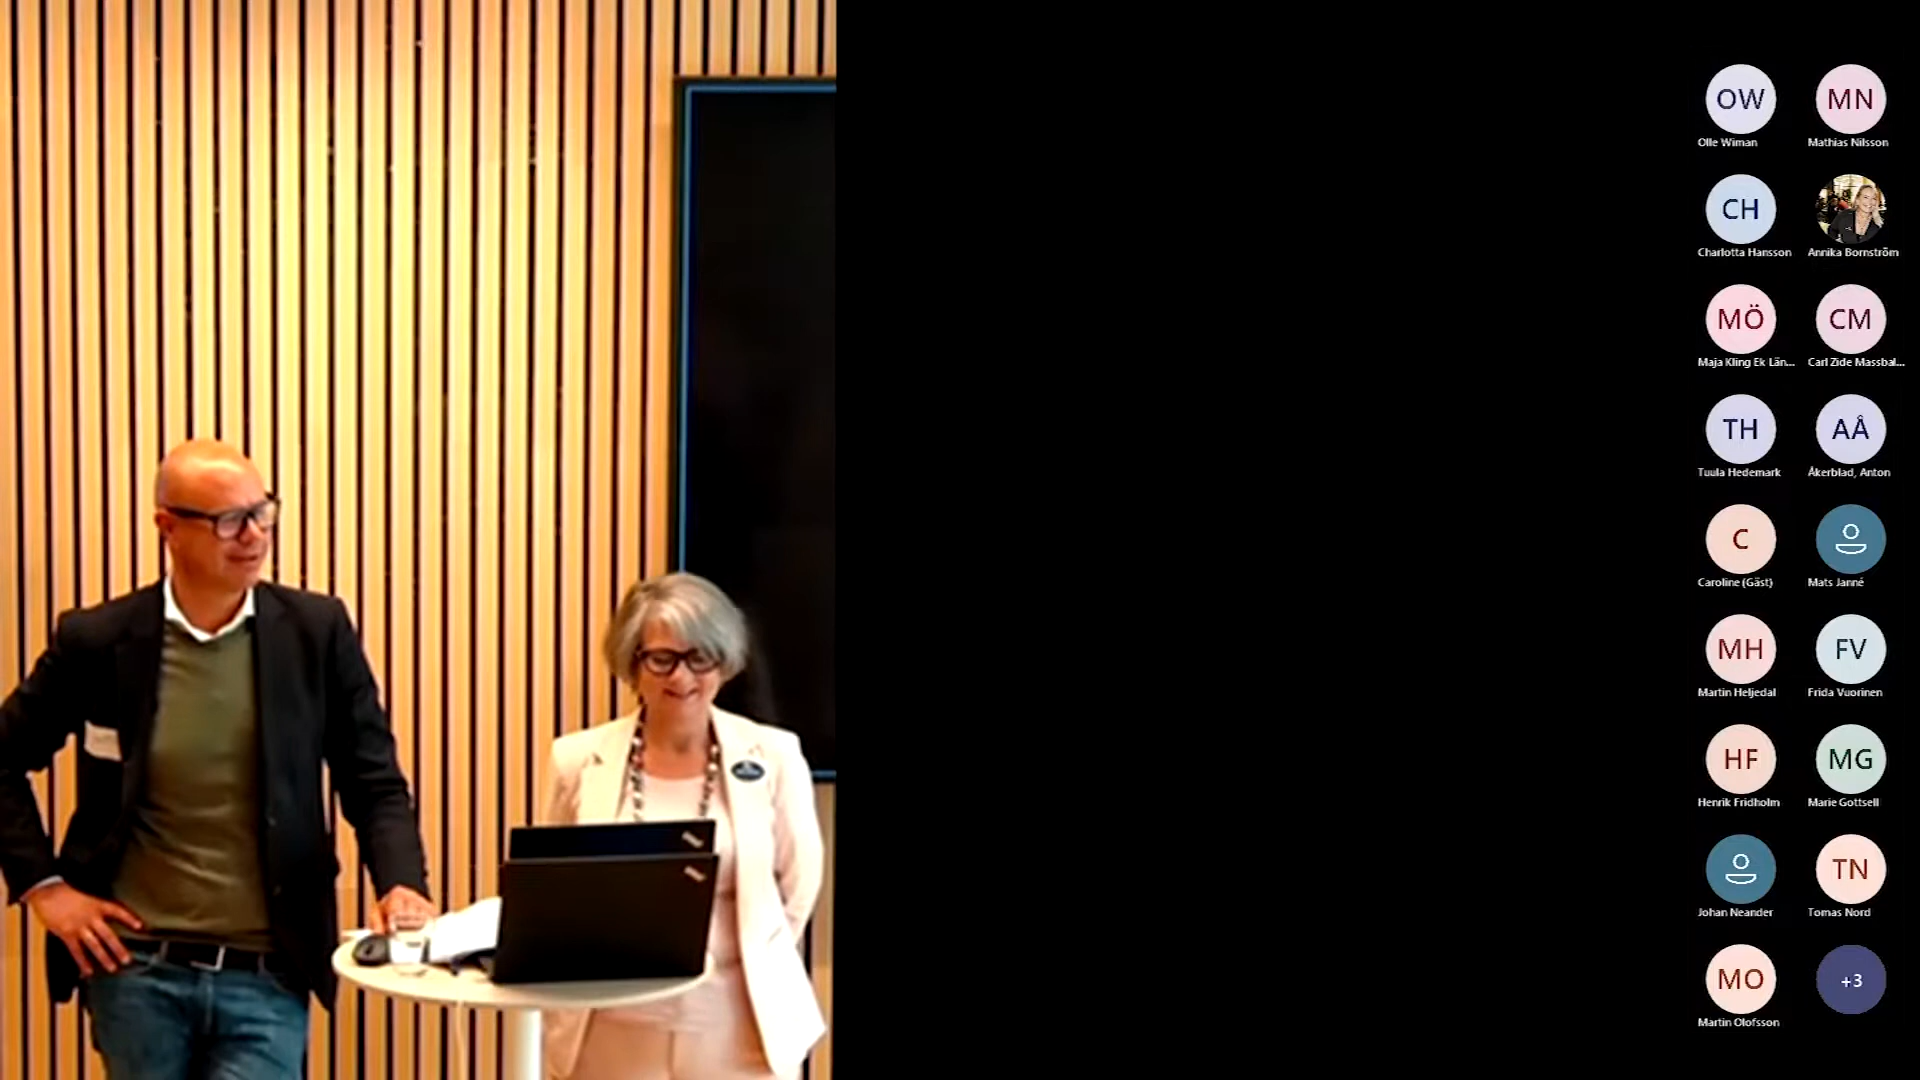 OW
MN
Olle Wiman
Mathias Nilsson
CH
Charlotta Hansson
Annika Bornström
MÖ
CM
Maja Kling Ek Län...
Carl Zide Massbal...
TH
AÅ
Tuula Hedemark
Åkerblad, Anton
C
Caroline (Gäst)
Mats Janné
MH
FV
Martin Heljedal
Frida Vuorinen
HF
MG
Henrik Fridholm
Marie Gottsell
TN
Johan Neander
Tomas Nord
MO
+3
Martin Olofsson